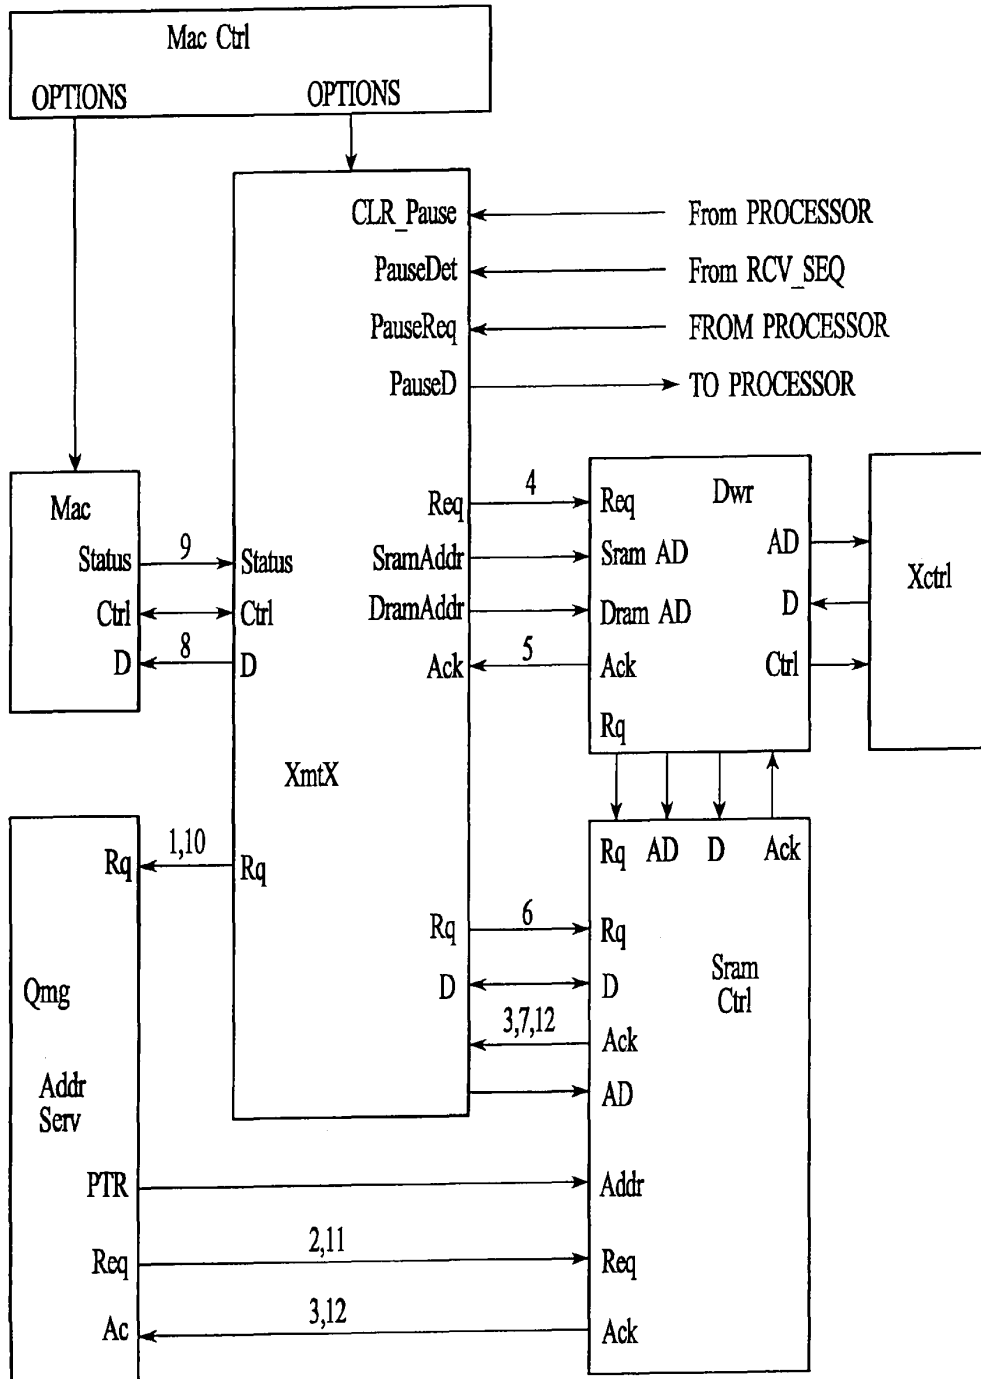 Mac Ctrl
OPTIONS OPTIONS
CLR_Pause From PROCESSOR
PauseDet From RCV_SEQ
PauseReq FROM PROCESSOR
PauseD TO PROCESSOR
Mac
Status 9 Status
Ctrl Ctrl
D 8 D
Req 4 Req Dwr
SramAddr Sram AD AD
DramAddr Dram AD D
Ack 5 Ack Ctrl
Rq
Xctrl
XmtX
Rq 1,10 Rq
Rq AD D Ack
Rq 6 Rq
D D
3,7,12 Ack
AD
Sram
Ctrl
Qmg
Addr
Serv
PTR Addr
Req 2,11 Req
Ac 3,12 Ack